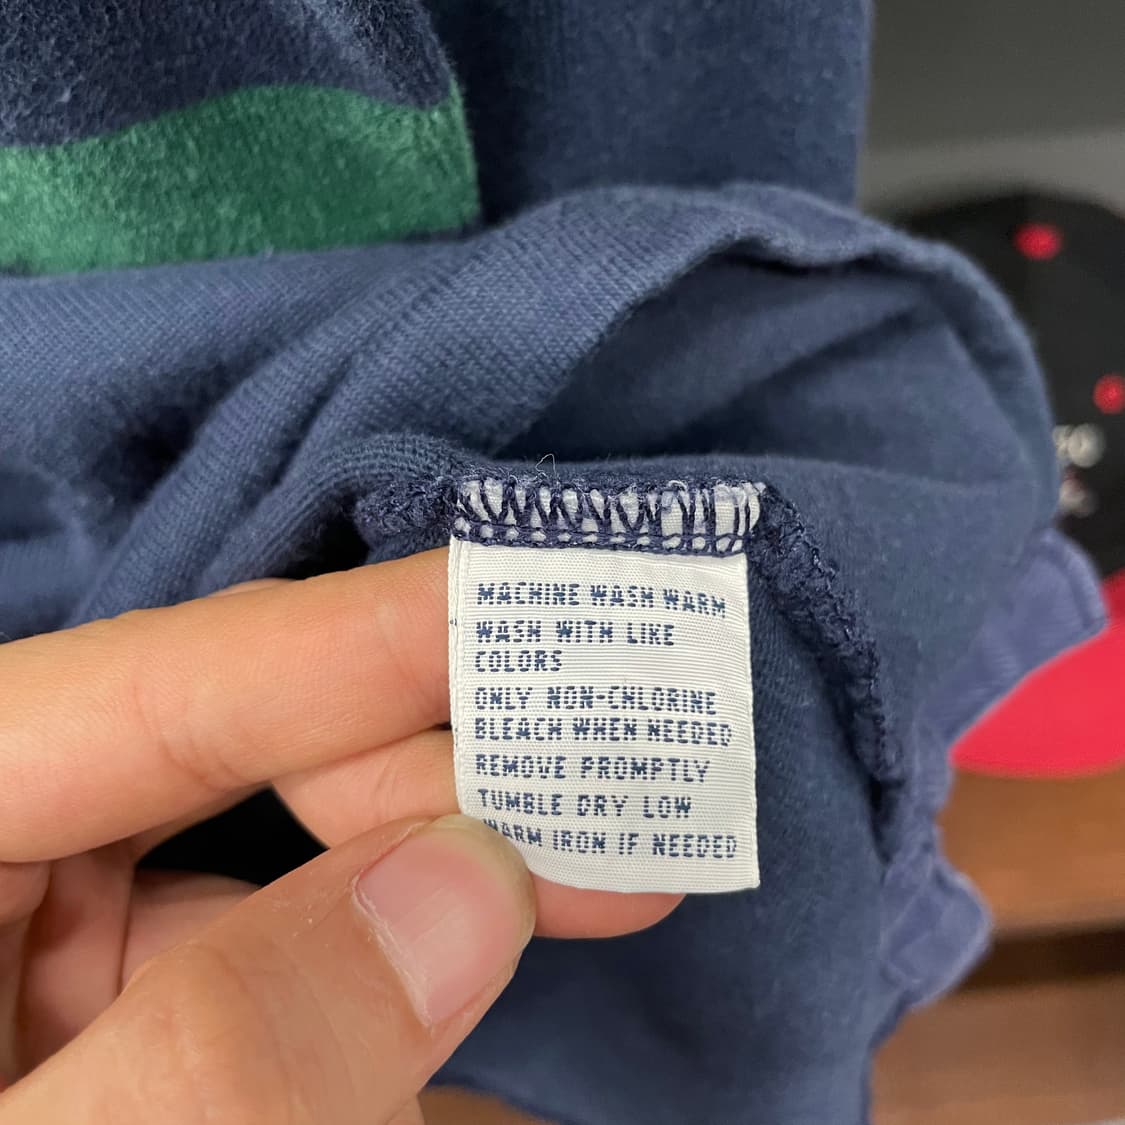 MACHINE WASH WARM
WASH WITH LIKE
COLORS
ONLY NON-CHLORINE
BLEACH WHEN NEEDED
REMOVE PROMPTLY
TUMBLE DRY LOW
WARM IRON IF NEEDED